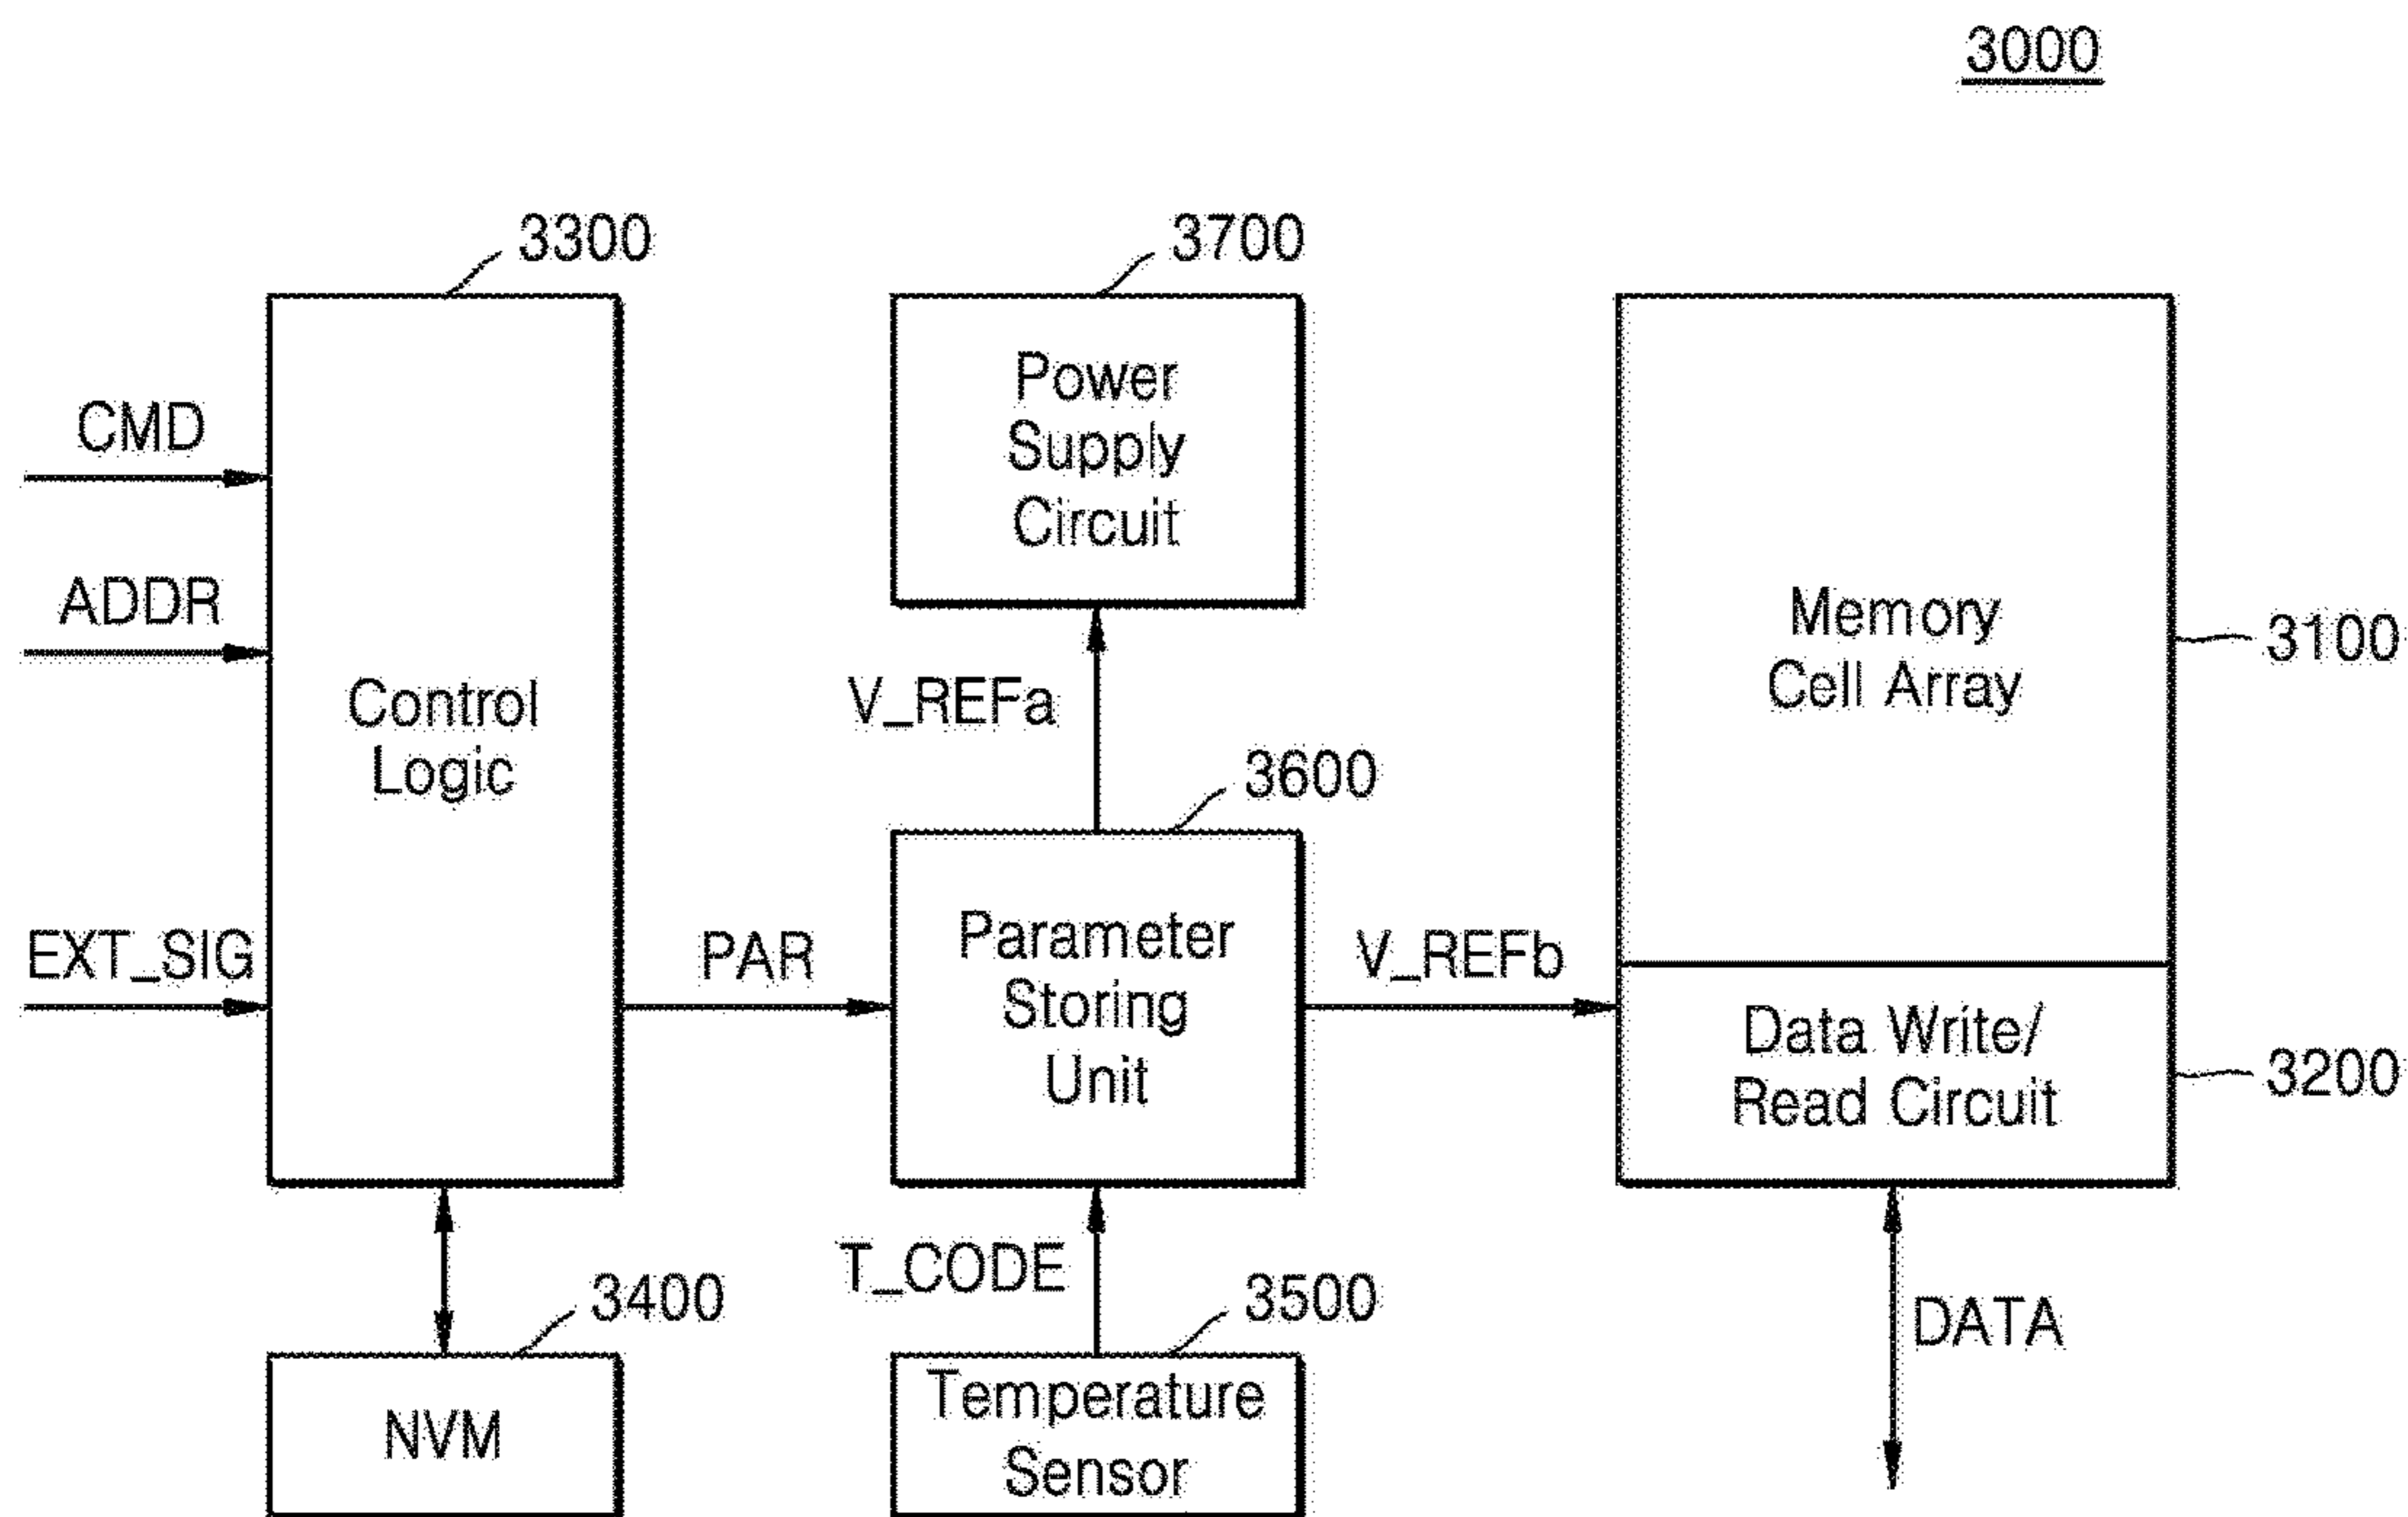 3000
3300
3700
CMD
ADDR
EXT_SIG
Control
Logic
Power
Supply
Circuit
V_REFa
3600
PAR
Parameter
Storing
Unit
V_REFb
Memory
Cell Array
3100
Data Write/
Read Circuit
3200
3400
NVM
T_CODE
3500
Temperature
Sensor
DATA